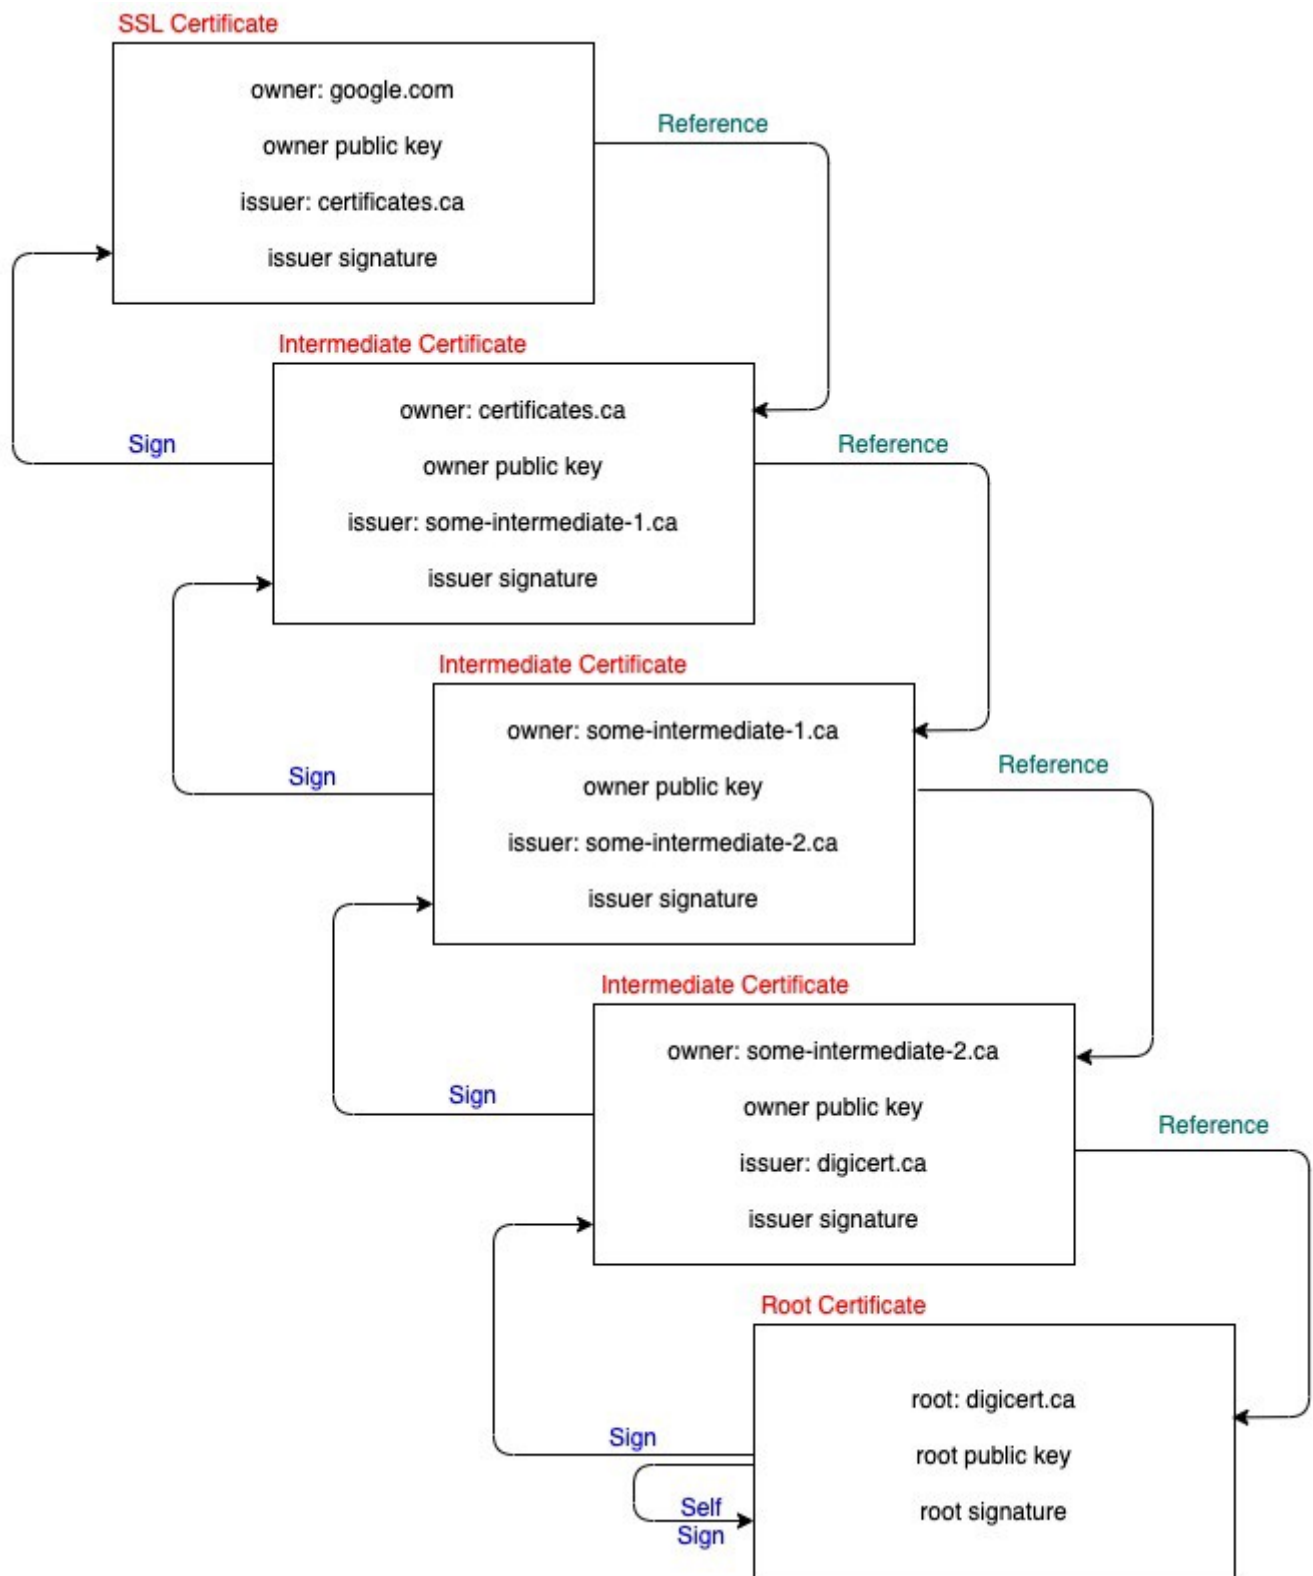 SSL Certificate
owner: google.com
Reference
owner public key
issuer: certificates.ca
issuer signature
Intermediate Certificate
owner: certificates.ca
Sign
Reference
owner public key
issuer: some-intermediate-1.ca
issuer signature
Intermediate Certificate
owner: some-intermediate-1.ca
Sign
Reference
owner public key
issuer: some-intermediate-2.ca
issuer signature
Intermediate Certificate
owner: some-intermediate-2.ca
Sign
owner public key
Reference
issuer: digicert.ca
issuer signature
Root Certificate
root: digicert.ca
Sign
root public key
Self
Sign
root signature